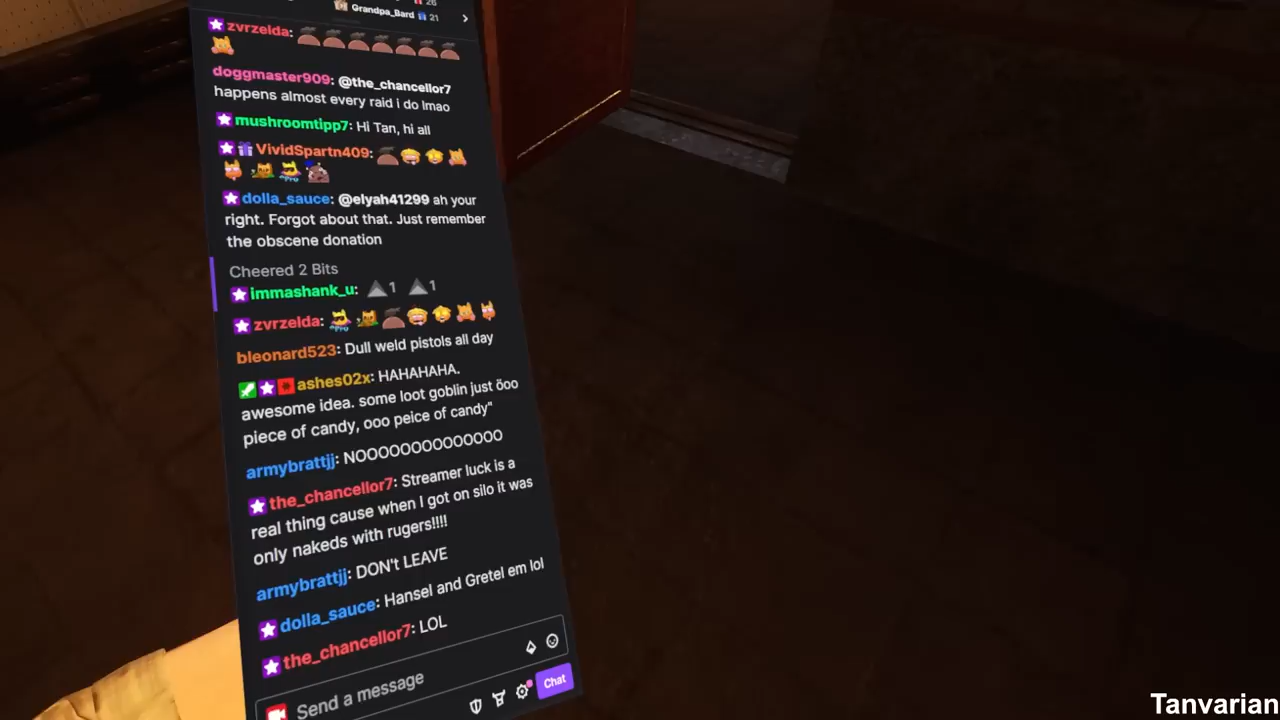 Grandpa_Bard 21
zvrzelda:
doggmaster909: @the_chancellor7
happens almost every raid i do lmao
mushroomtipp7: Hi Tan, hi all
VividSpartn409:
dolla_sauce: @elyah41299 ah your
right. Forgot about that. Just remember
the obscene donation
Cheered 2 Bits
immashank_u: 1 1
zvrzelda:
bleonard523: Dull weld pistols all day
ashes02x: HAHAHAHA.
awesome idea. some loot goblin just öoo
piece of candy, ooo peice of candy"
armybrattjj: NOOOOOOOOOOOOOO
the_chancellor7: Streamer luck is a
real thing cause when I got on silo it was
only nakeds with rugers!!!!
armybrattjj: DON't LEAVE
dolla_sauce: Hansel and Gretel em lol
the_chancellor7: LOL
Send a message
Chat
Tanvarian